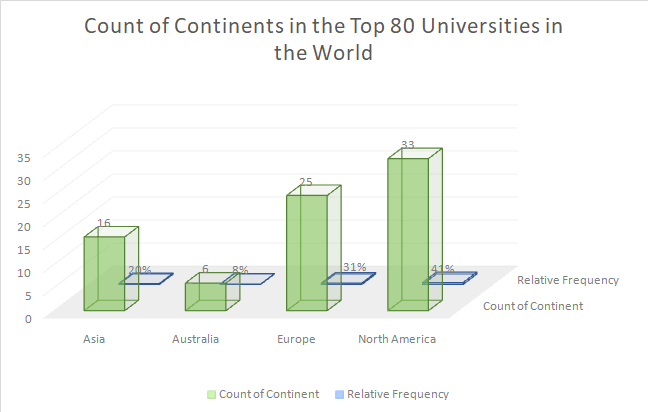 Count of Continents in the Top 80 Universities in
the World
33
35
25
30
25
20
16
15
20%
6
8%
31%
41%
10
Relative Frequency
5
Count of Continent
0
Asia
Australia
Europe
North America
Count of Continent
Relative Frequency